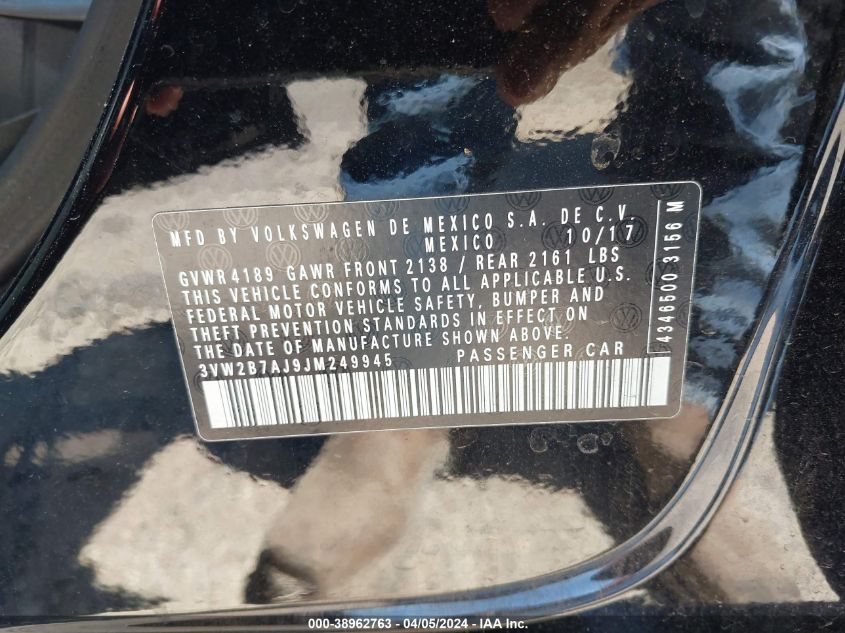 MFD BY VOLKSWAGEN DE MEXICO S.A. DE C.V.
MEXICO 10/17
GVWR 4189 GAWR FRONT 2138 / REAR 2161 LBS
THIS VEHICLE CONFORMS TO ALL APPLICABLE U.S.
FEDERAL MOTOR VEHICLE SAFETY, BUMPER AND
THEFT PREVENTION STANDARDS IN EFFECT ON
THE DATE OF MANUFACTURE SHOWN ABOVE.
3VW2B7AJ9JM249945 PASSENGER CAR
4346500 3156 M
000-38962763 - 04/05/2024 - IAA Inc.